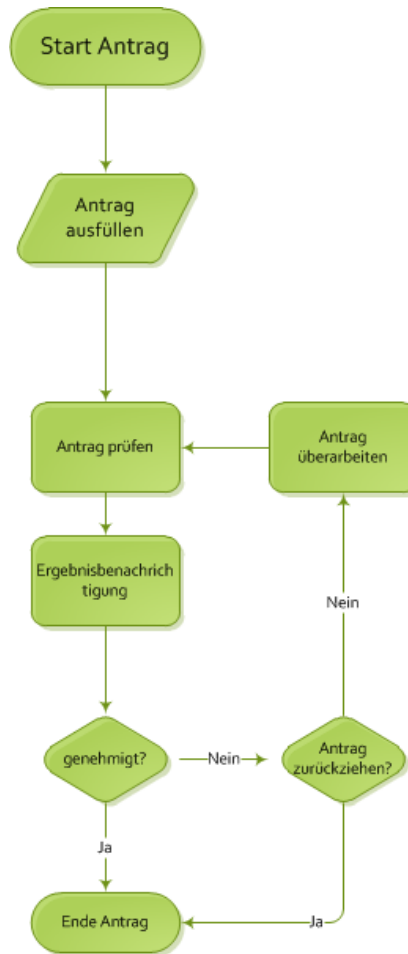 Start Antrag
Antrag
ausfüllen
Antrag prüfen
Antrag
überarbeiten
Ergebnisbenachrich
tigung
Nein
genehmigt?
Nein
Antrag
zurückziehen?
Ja
Ende Antrag
Ja